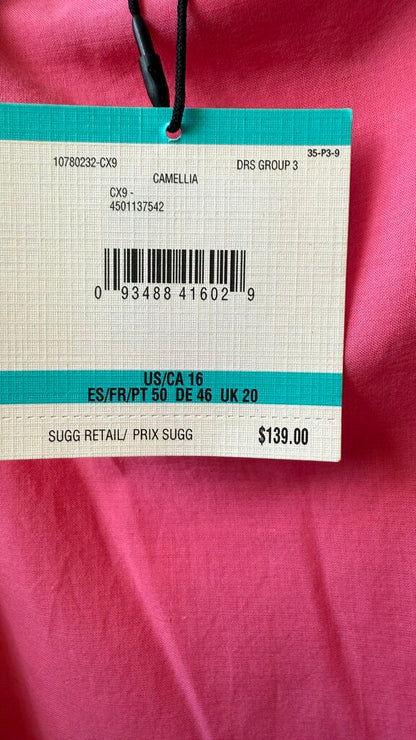 35-P3-9
10780232-CX9 DRS GROUP 3
CAMELLIA
CX9 -
4501137542
0 93488 41602 9
US/CA 16
ES/FR/PT 50 DE 46 UK 20
SUGG RETAIL/ PRIX SUGG $139.00